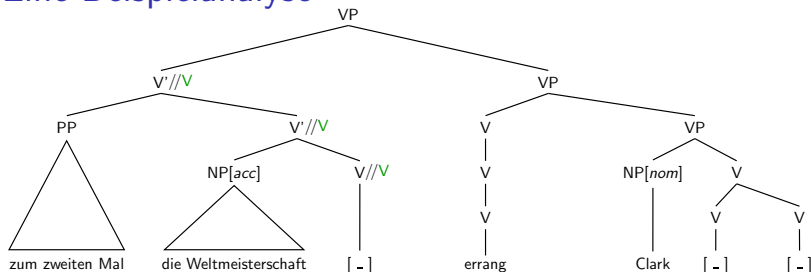 Eine Beispielanalyse
VP
V'//V VP
PP V'//V V VP
NP[acc] V//V V NP[nom] V
V V V
zum zweiten Mal die Weltmeisterschaft [ - ] errang Clark [ - ] [ - ]